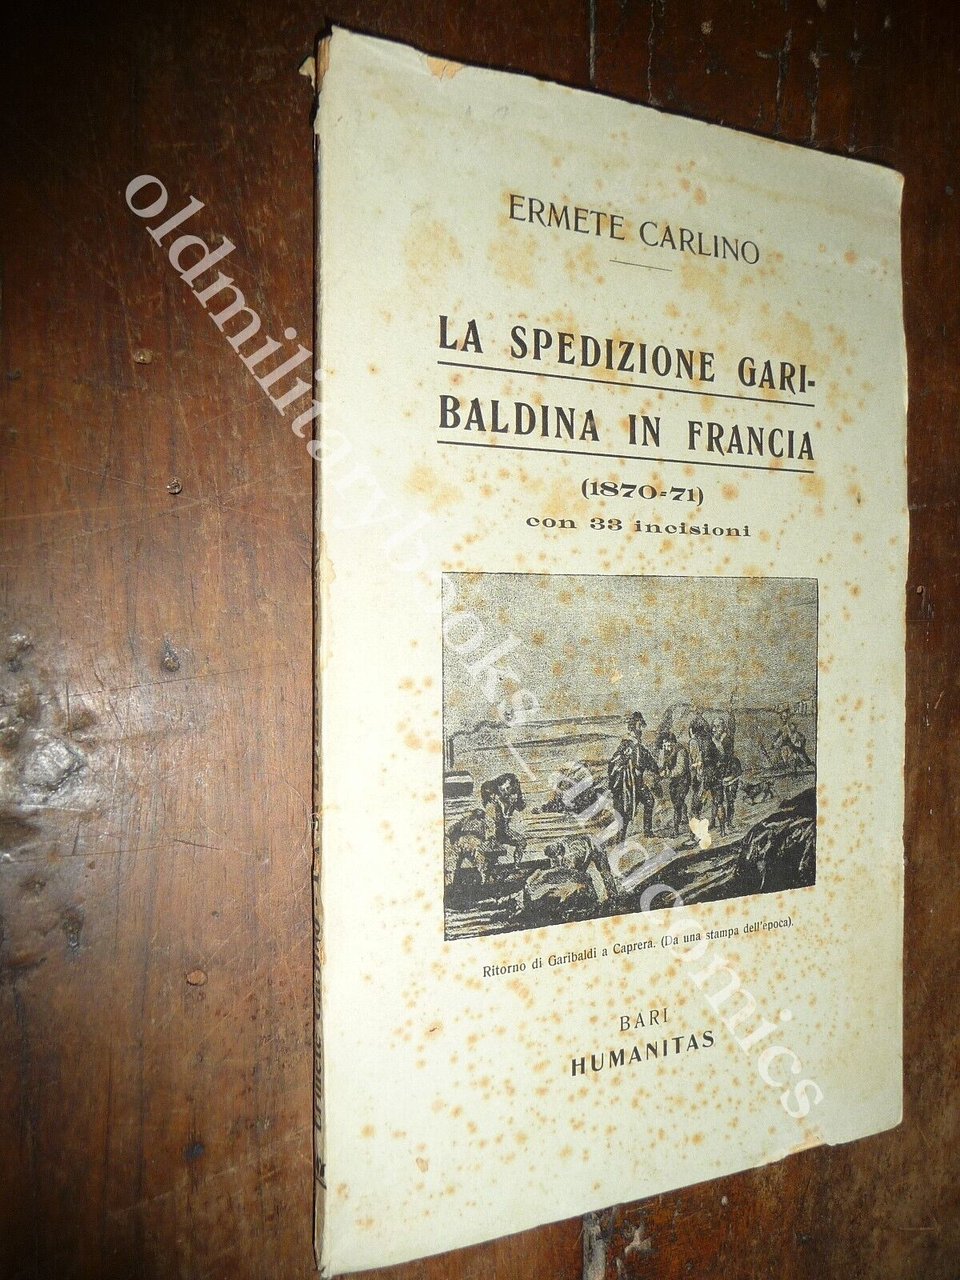 ERMETE CARLINO
LA SPEDIZIONE GARI-
BALDINA IN FRANCIA
(1870-71)
con 33 incisioni
Ritorno di Garibaldi a Caprera. (Da una stampa dell'epoca).
BARI
HUMANITAS
oldmilitarybooks_andcomics